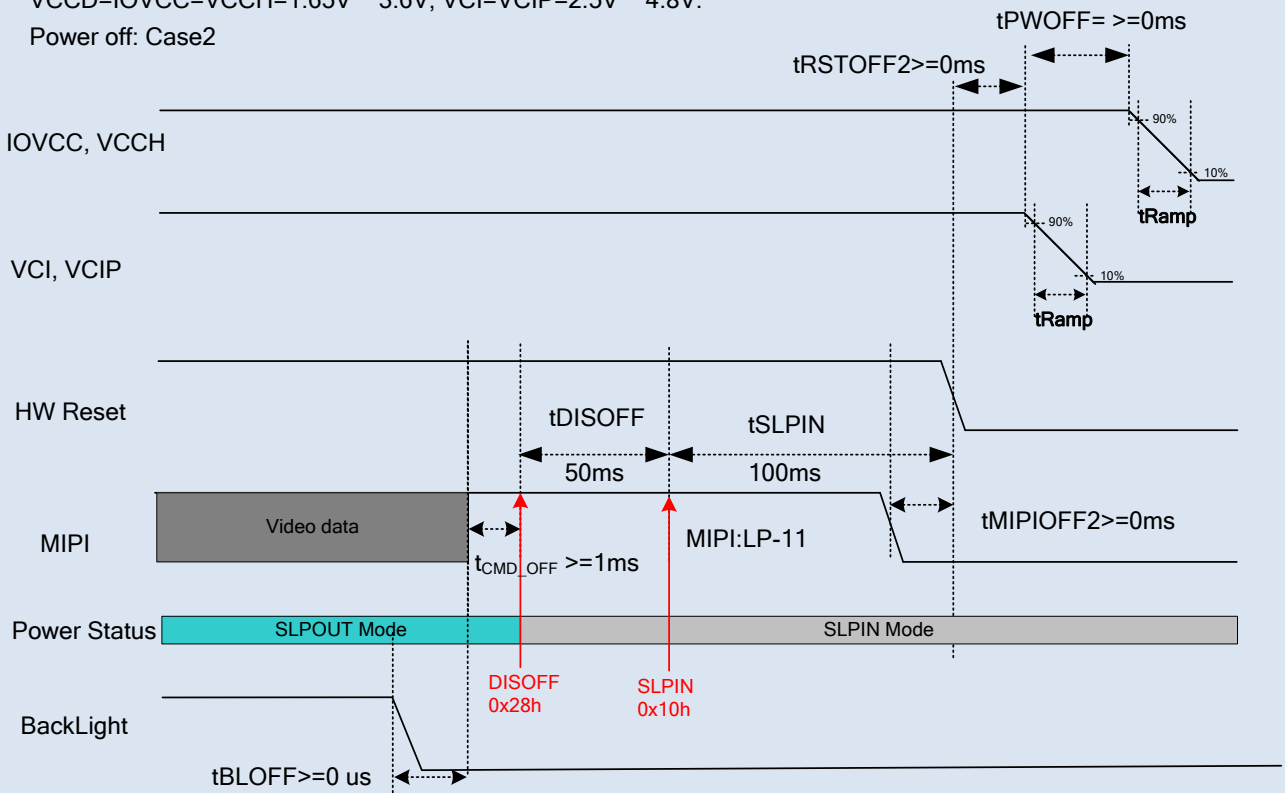 Power off: Case2
tPWOFF= >=0ms
tRSTOFF2>=0ms
IOVCC, VCCH
90%
10%
tRamp
VCI, VCIP
90%
10%
tRamp
HW Reset
tDISOFF
50ms
tSLPIN
100ms
MIPI
Video data
tCMD_OFF >=1ms
MIPI:LP-11
tMIPIOFF2>=0ms
Power Status
SLPOUT Mode
SLPIN Mode
DISOFF
0x28h
SLPIN
0x10h
BackLight
tBLOFF>=0 us